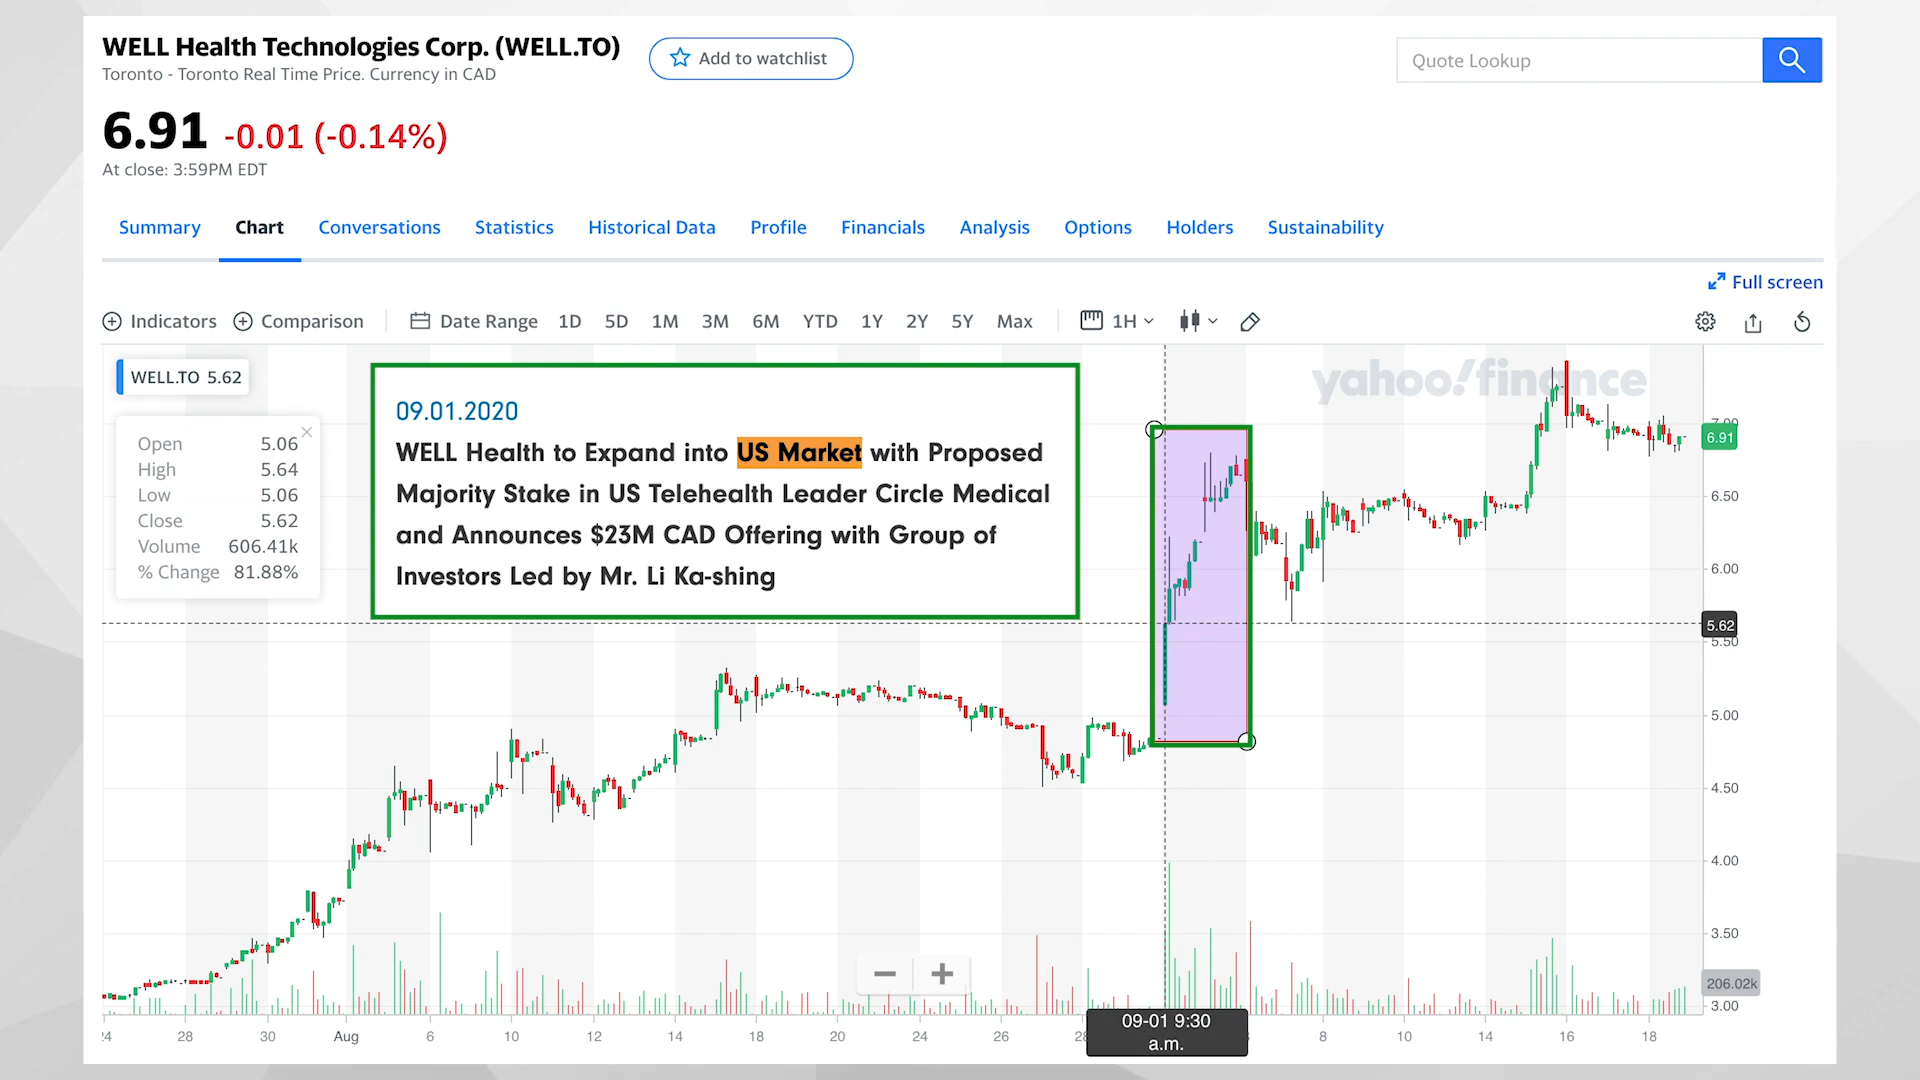 WELL Health Technologies Corp. (WELL.TO)
Add to watchlist
Quote Lookup
Toronto - Toronto Real Time Price. Currency in CAD
6.91 -0.01 (-0.14%)
At close: 3:59PM EDT
Summary Chart Conversations Statistics Historical Data Profile Financials Analysis Options Holders Sustainability
Full screen
Indicators Comparison Date Range 1D 5D 1M 3M 6M YTD 1Y 2Y 5Y Max 1H
WELL.TO 5.62
yahoo!finance
Open 5.06
High 5.64
Low 5.06
Close 5.62
Volume 606.41k
% Change 81.88%
09.01.2020
WELL Health to Expand into US Market with Proposed
Majority Stake in US Telehealth Leader Circle Medical
and Announces $23M CAD Offering with Group of
Investors Led by Mr. Li Ka-shing
7.00
6.91
6.50
6.00
5.62
5.50
5.00
4.50
4.00
3.50
206.02k
3.00
28 30 Aug 6 10 12 14 18 20 24 26 8 10 14 16 18
09-01 9:30
a.m.